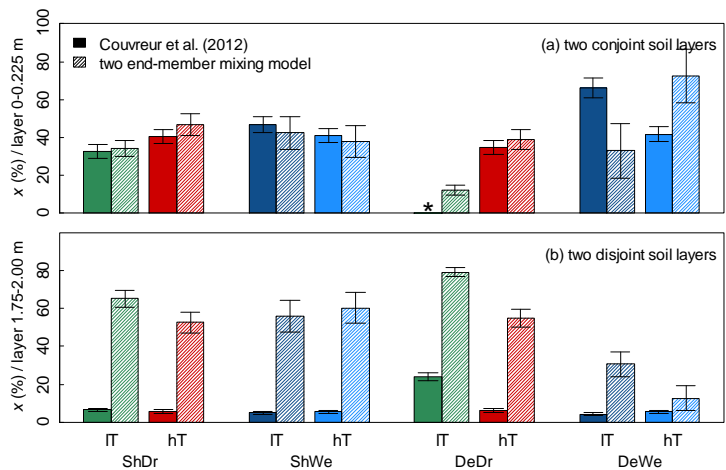 x (%) / layer 0-0.225 m
100
80
60
40
20
0
Couvreur et al. (2012)
two end-member mixing model
(a) two conjoint soil layers
*
x (%) / layer 1.75-2.00 m
80
60
40
20
0
(b) two disjoint soil layers
lT hT lT hT lT hT lT hT
ShDr ShWe DeDr DeWe